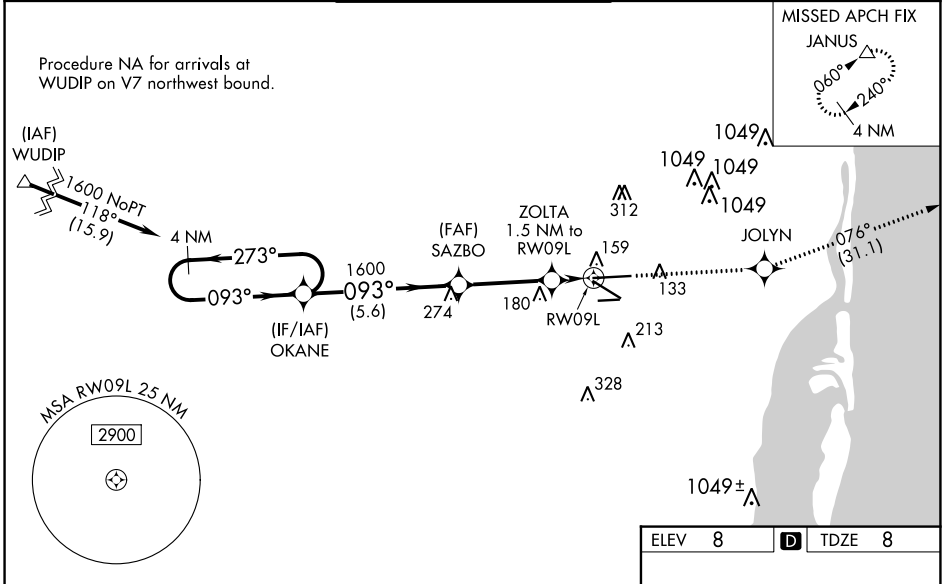 Procedure NA for arrivals at
WUDIP on V7 northwest bound.
MISSED APCH FIX
JANUS
060°
240°
4 NM
(IAF)
WUDIP
1600 NoPT
118°
(15.9)
4 NM
273°
093°
(IF/IAF)
OKANE
1600
093°
(5.6)
(FAF)
SAZBO
274
ZOLTA
1.5 NM to
RW09L
180
159
RW09L
312
133
213
328
1049
1049
1049
1049
JOLYN
076°
(31.1)
1049±
MSA RW09L 25 NM
2900
ELEV 8 D TDZE 8